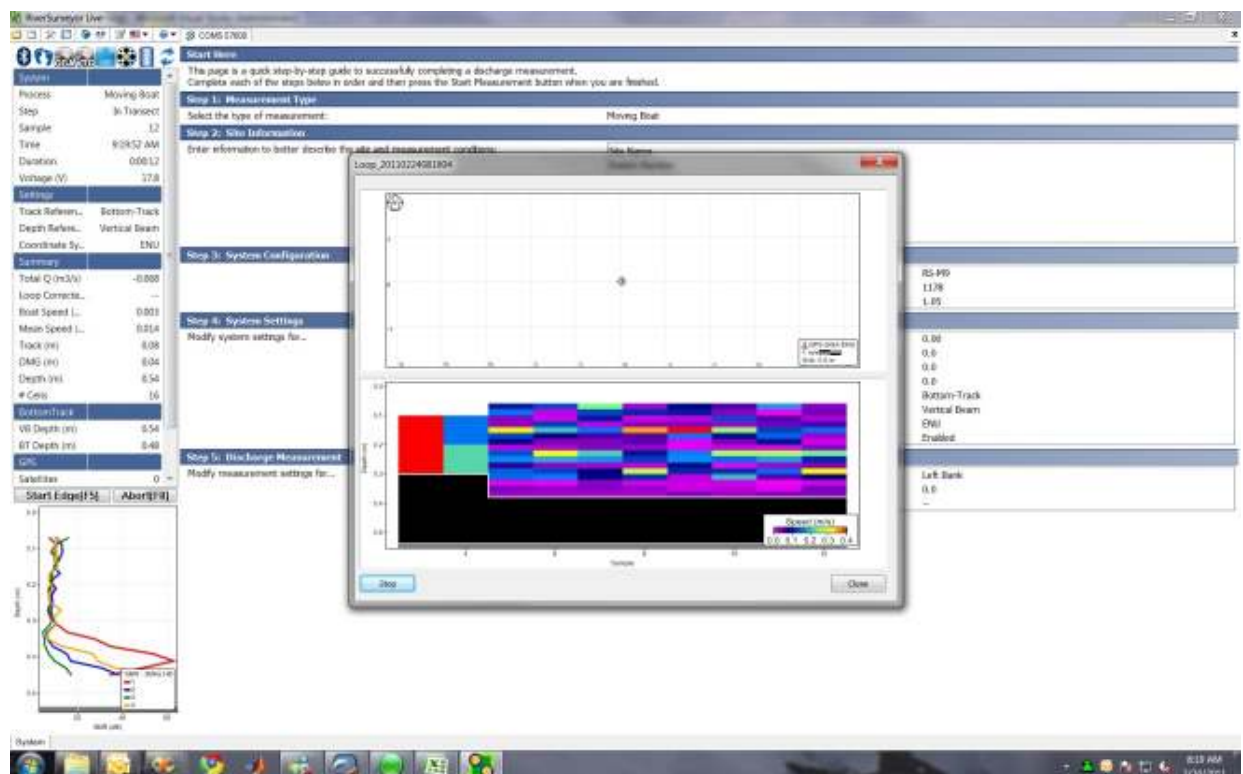 RiverSurveyor Live
COM5 57600
Start Here
This page is a quick step-by-step guide to successfully completing a discharge measurement.
Complete each of the steps below in order and then press the Start Measurement button when you are finished.
Step 1: Measurement Type
Select the type of measurement:
Moving Boat
Step 2: Site Information
Enter information to better describe the site and measurement conditions:
Site Name
Step 3: System Configuration
RS-M9
1178
1.05
Step 4: System Settings
Modify system settings for...
0.00
0.0
0.0
0.0
Bottom-Track
Vertical Beam
ENU
Enabled
Step 5: Discharge Measurement
Modify measurement settings for...
Left Bank
0.0
--
System
Process Moving Boat
Step In Transect
Sample 12
Time
Duration 0:00:12
Voltage (V) 17.8
Settings
Track Referen... Bottom-Track
Depth Refere... Vertical Beam
Coordinate Sy... ENU
Summary
Total Q (m3/s)
Loop Correcte... --
Boat Speed (... 0.003
Mean Speed (... 0.014
Track (m) 0.08
DMG (m) 0.04
Depth (m) 0.54
# Cells 16
BottomTrack
VB Depth (m) 0.54
BT Depth (m) 0.48
GPS
Satellites 0
Start Edge[F5] Abort[F8]
Depth (m)
Loop_20110224081804
Speed (m/s)
0.0 0.1 0.2 0.3 0.4
Sample
Stop
Close
System